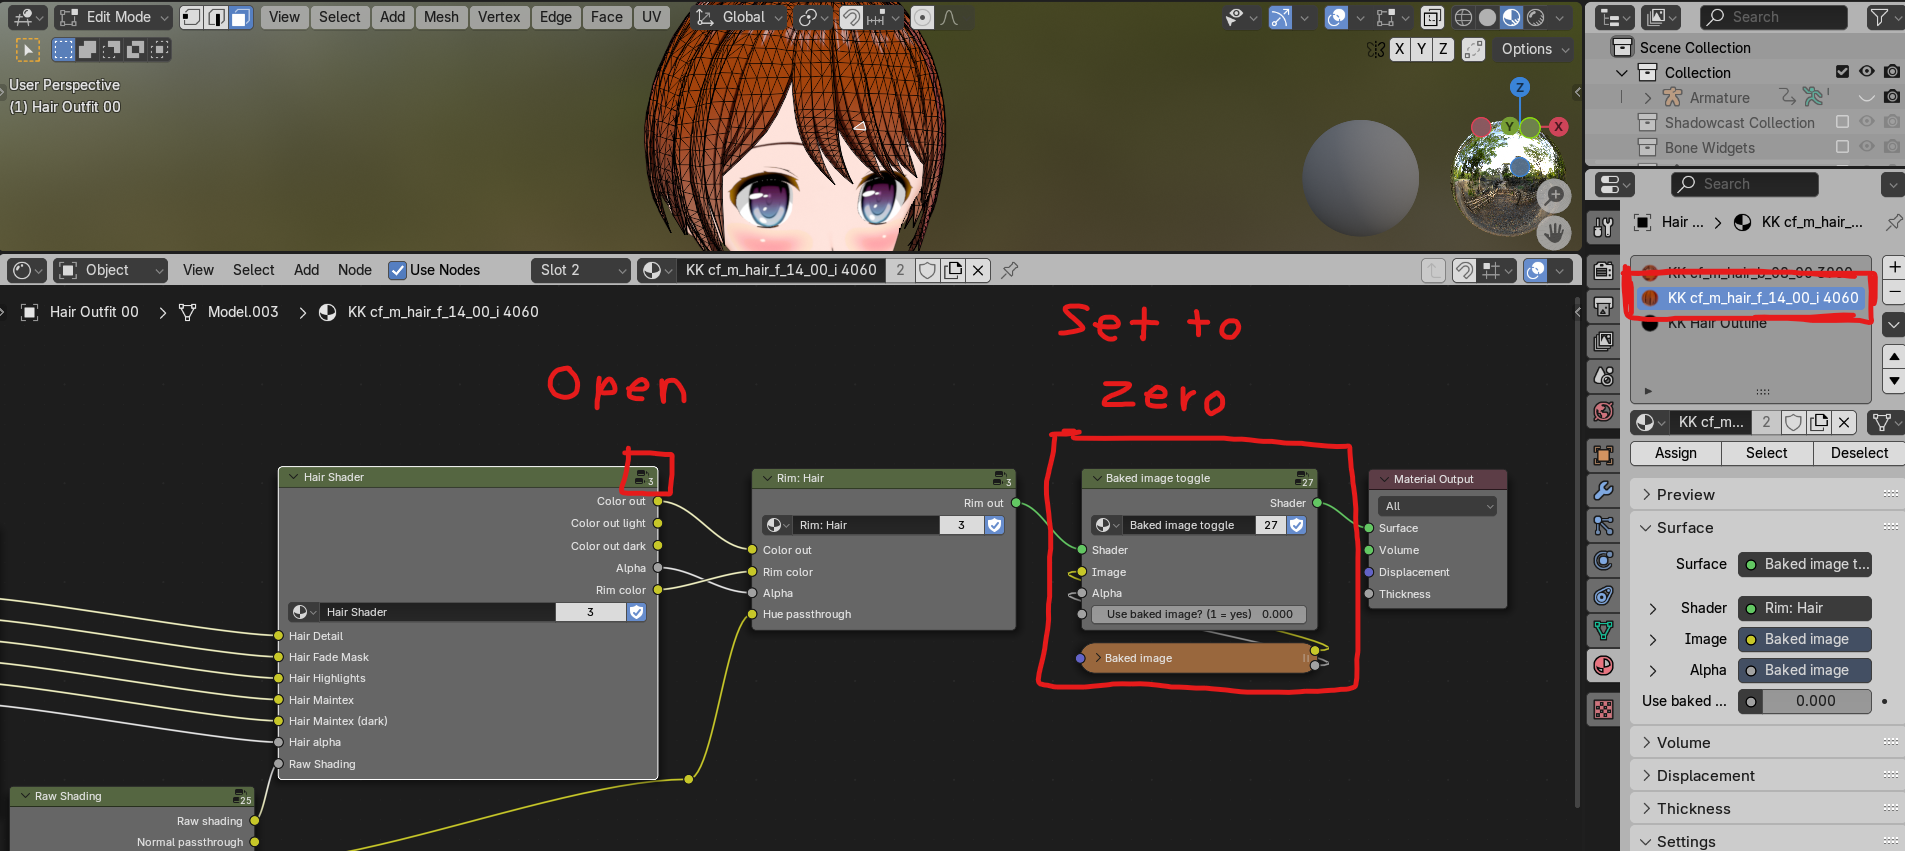 Edit Mode View Select Add Mesh Vertex Edge Face UV Global Search
X Y Z Options
Scene Collection
Collection
Armature
Shadowcast Collection
Bone Widgets
User Perspective
(1) Hair Outfit 00
Z
Y
X
Search
Hair ... > KK cf_m_hair_...
Object View Select Add Node Use Nodes Slot 2 KK cf_m_hair_f_14_00_i 4060 2
KK cf_m_hair_f_14_00_i 4060
KK Hair Outline
Hair Outfit 00 > Model.003 > KK cf_m_hair_f_14_00_i 4060
Set to
zero
Open
KK cf_m... 2
Assign Select Deselect
Preview
Surface
Surface Baked image t...
Shader Rim: Hair
Image Baked image
Alpha Baked image
Use baked ... 0.000
Volume
Displacement
Thickness
Settings
Hair Shader 3
Color out
Color out light
Color out dark
Alpha
Rim color
Hair Shader 3
Hair Detail
Hair Fade Mask
Hair Highlights
Hair Maintex
Hair Maintex (dark)
Hair alpha
Raw Shading
Raw Shading 25
Raw shading
Normal passthrough
Rim: Hair 3
Rim out
Rim: Hair 3
Color out
Rim color
Alpha
Hue passthrough
Baked image toggle 27
Shader
Baked image toggle 27
Shader
Image
Alpha
Use baked image? (1 = yes) 0.000
Baked image
Material Output
All
Surface
Volume
Displacement
Thickness